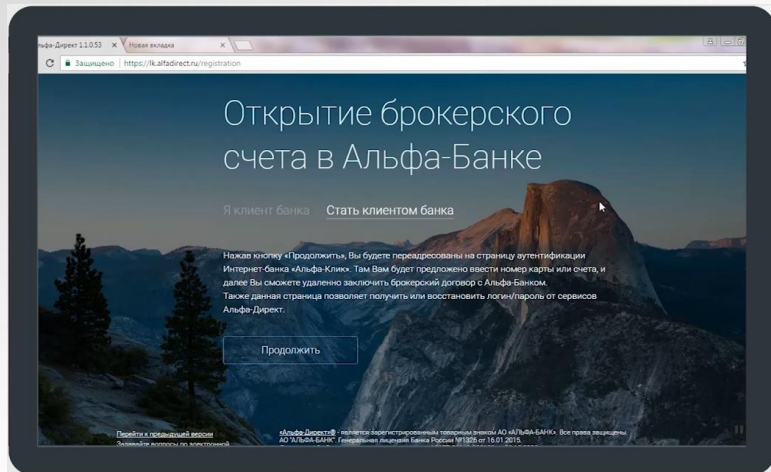 ьфа-Директ 1.1.0.53
Новая вкладка
Защищено https://lk.alfadirect.ru/registration
Открытие брокерского
счета в Альфа-Банке
Я клиент банка Стать клиентом банка
Нажав кнопку «Продолжить», Вы будете переадресованы на страницу аутентификации
Интернет-банка «Альфа-Клик». Там Вам будет предложено ввести номер карты или счета, и
далее Вы сможете удаленно заключить брокерский договор с Альфа-Банком.
Также данная страница позволяет получить или восстановить логин/пароль от сервисов
Альфа-Директ.
Продолжить
Перейти к предыдущей версии
Задавайте вопросы по электронной
«Альфа-Директ»® - является зарегистрированным товарным знаком АО «АЛЬФА-БАНК». Все права защищены.
АО "АЛЬФА-БАНК". Генеральная лицензия Банка России №1326 от 16.01.2015.